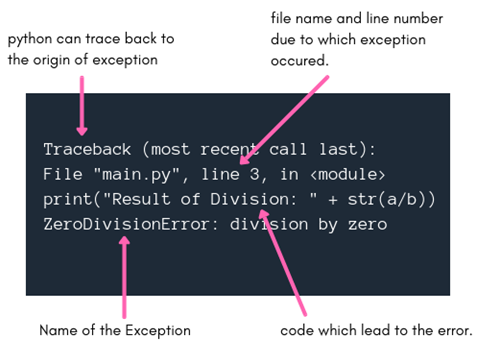 python can trace back to
the origin of exception
file name and line number
due to which exception
occured.
Traceback (most recent call last):
File "main.py", line 3, in <module>
print("Result of Division: " + str(a/b))
ZeroDivisionError: division by zero
Name of the Exception
code which lead to the error.